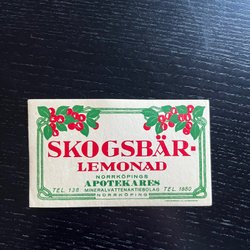 SKOGSBÄR-
LEMONAD
NORRKÖPINGS
APOTEKARES
TEL. 138 MINERALVATTENAKTIEBOLAG TEL. 1880
NORRKÖPING